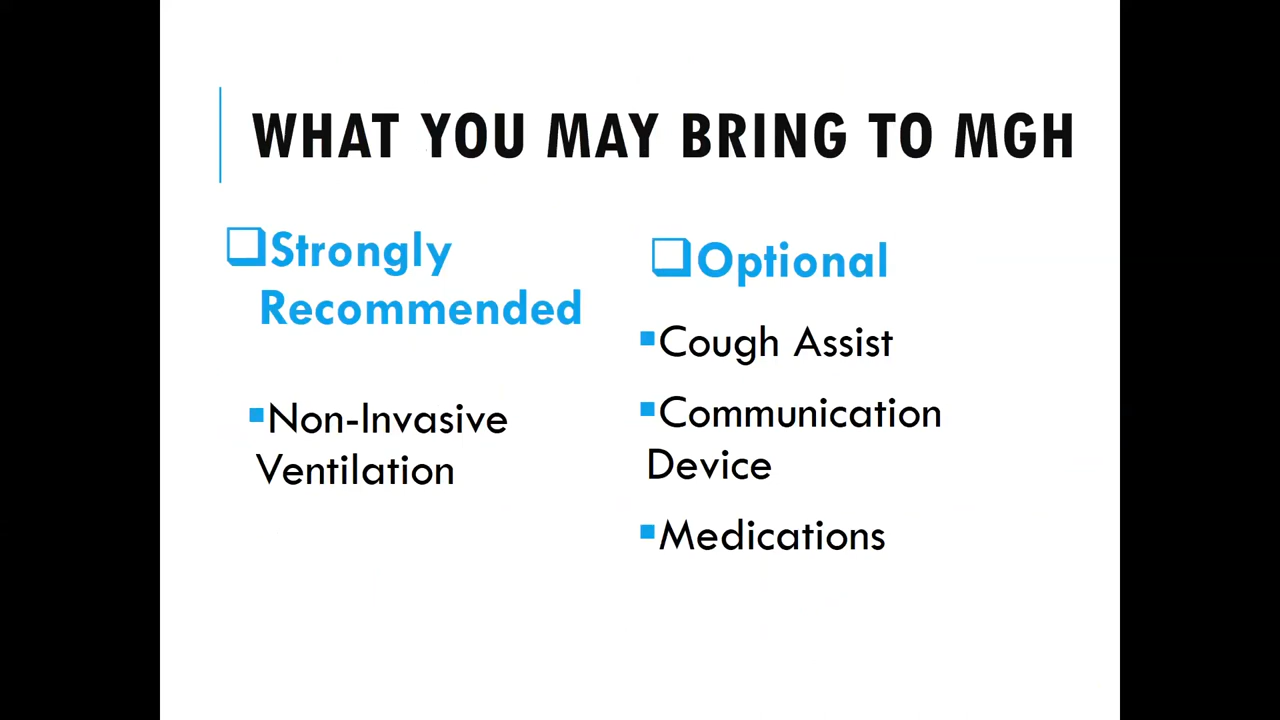 WHAT YOU MAY BRING TO MGH
❑Strongly
Recommended
▪Non-Invasive
Ventilation
❑Optional
▪Cough Assist
▪Communication
Device
▪Medications